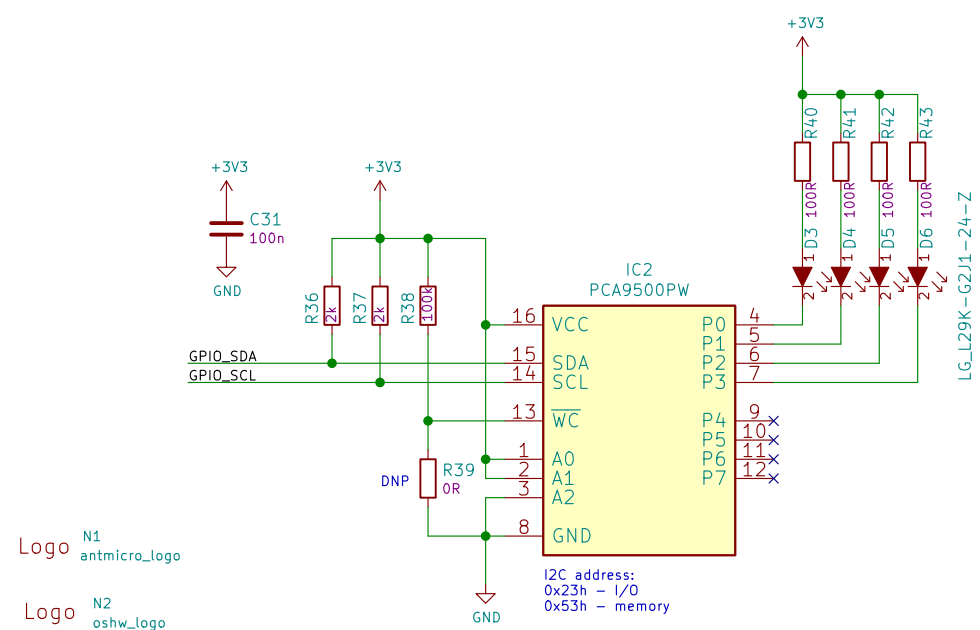 +3V3
R40
R41
R42
R43
100R
100R
100R
100R
D3
D4
D5
D6
1
1
1
1
2
2
2
2
LG_L29K-G2J1-24-Z
+3V3
C31
100n
GND
+3V3
R36
2k
R37
2k
R38
100k
IC2
PCA9500PW
16 VCC
15 SDA
14 SCL
13 WC
1 A0
2 A1
3 A2
8 GND
P0 4
P1 5
P2 6
P3 7
P4 9
P5 10
P6 11
P7 12
GPIO_SDA
GPIO_SCL
DNP
R39
0R
GND
I2C address:
0x23h – I/O
0x53h – memory
Logo
N1
antmicro_logo
Logo
N2
oshw_logo